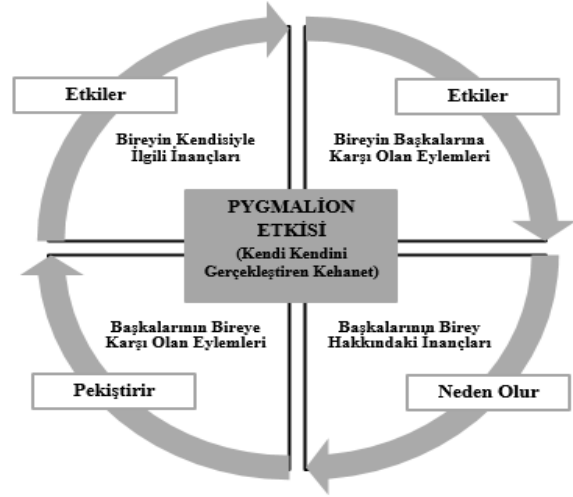 Etkiler
Bireyin Kendisiyle
İlgili İnançları
Etkiler
Bireyin Başkalarına
Karşı Olan Eylemleri
PYGMALİON
ETKİSİ
(Kendi Kendini
Gerçekleştiren Kehanet)
Başkalarının Bireye
Karşı Olan Eylemleri
Pekiştirir
Başkalarının Birey
Hakkındaki İnançları
Neden Olur